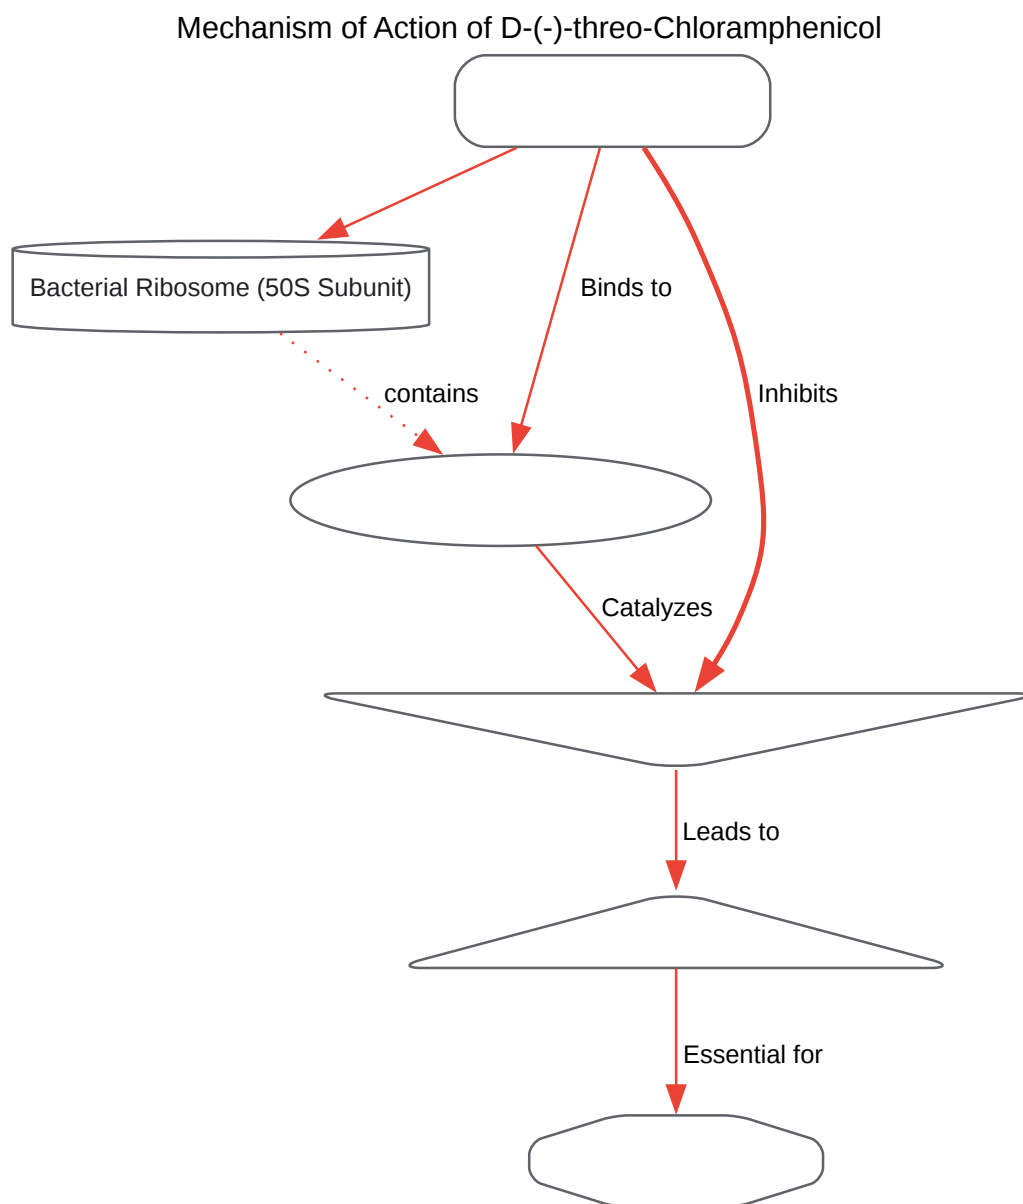 Mechanism of Action of D-(-)-threo-Chloramphenicol
Bacterial Ribosome (50S Subunit)
Binds to
contains
Inhibits
Catalyzes
Leads to
Essential for